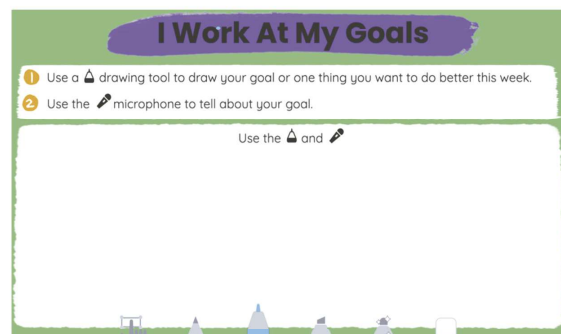 I Work At My Goals
1 Use a drawing tool to draw your goal or one thing you want to do better this week.
2 Use the microphone to tell about your goal.
Use the and